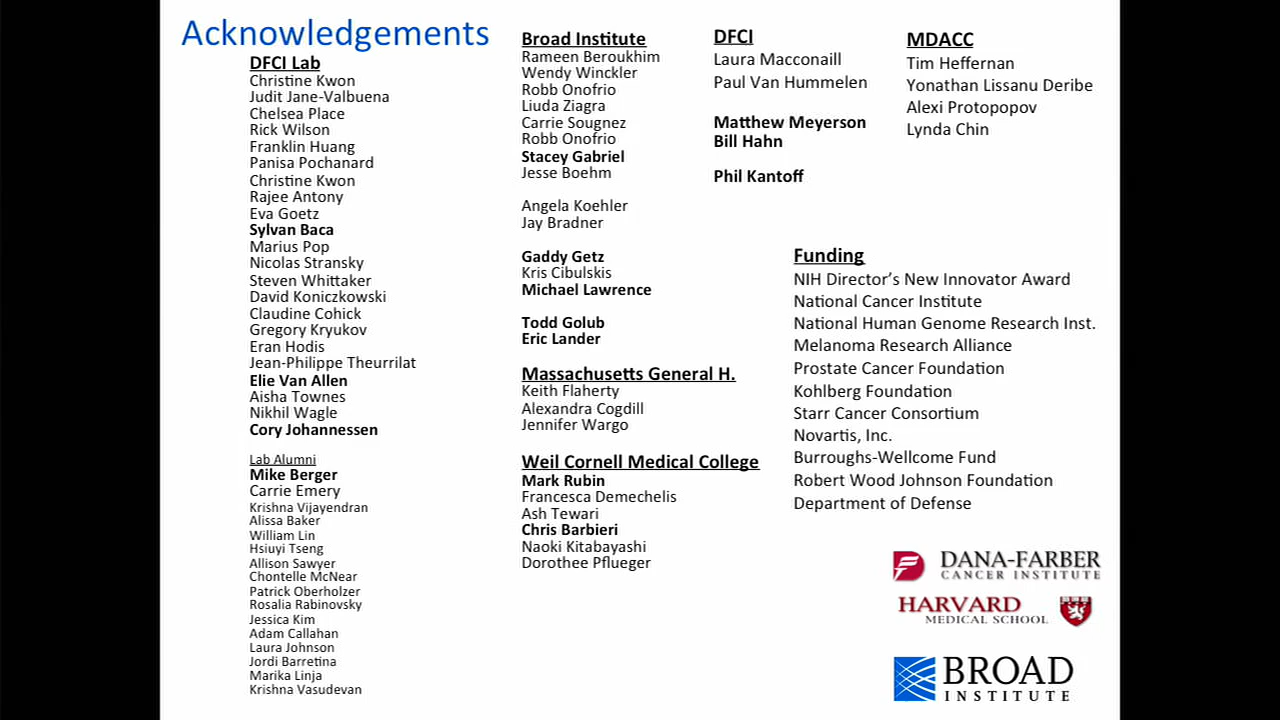 Acknowledgements
DFCI Lab
Christine Kwon
Judit Jane-Valbuena
Chelsea Place
Rick Wilson
Franklin Huang
Panisa Pochanard
Christine Kwon
Rajee Antony
Eva Goetz
Sylvan Baca
Marius Pop
Nicolas Stransky
Steven Whittaker
David Koniczkowski
Claudine Cohick
Gregory Kryukov
Eran Hodis
Jean-Philippe Theurrilat
Elie Van Allen
Aisha Townes
Nikhil Wagle
Cory Johannessen
Lab Alumni
Mike Berger
Carrie Emery
Krishna Vijayendran
Alissa Baker
William Lin
Hsiuyi Tseng
Allison Sawyer
Chontelle McNear
Patrick Oberholzer
Rosalia Rabinovsky
Jessica Kim
Adam Callahan
Laura Johnson
Jordi Barretina
Marika Linja
Krishna Vasudevan
Broad Institute
Rameen Beroukhim
Wendy Winckler
Robb Onofrio
Liuda Ziagra
Carrie Sougnez
Robb Onofrio
Stacey Gabriel
Jesse Boehm
Angela Koehler
Jay Bradner
Gaddy Getz
Kris Cibulskis
Michael Lawrence
Todd Golub
Eric Lander
Massachusetts General H.
Keith Flaherty
Alexandra Cogdill
Jennifer Wargo
Weil Cornell Medical College
Mark Rubin
Francesca Demechelis
Ash Tewari
Chris Barbieri
Naoki Kitabayashi
Dorothee Pflueger
DFCI
Laura Macconaill
Paul Van Hummelen
Matthew Meyerson
Bill Hahn
Phil Kantoff
MDACC
Tim Heffernan
Yonathan Lissanu Deribe
Alexi Protopopov
Lynda Chin
Funding
NIH Director’s New Innovator Award
National Cancer Institute
National Human Genome Research Inst.
Melanoma Research Alliance
Prostate Cancer Foundation
Kohlberg Foundation
Starr Cancer Consortium
Novartis, Inc.
Burroughs-Wellcome Fund
Robert Wood Johnson Foundation
Department of Defense
DANA-FARBER
CANCER INSTITUTE
HARVARD
MEDICAL SCHOOL
BROAD
INSTITUTE